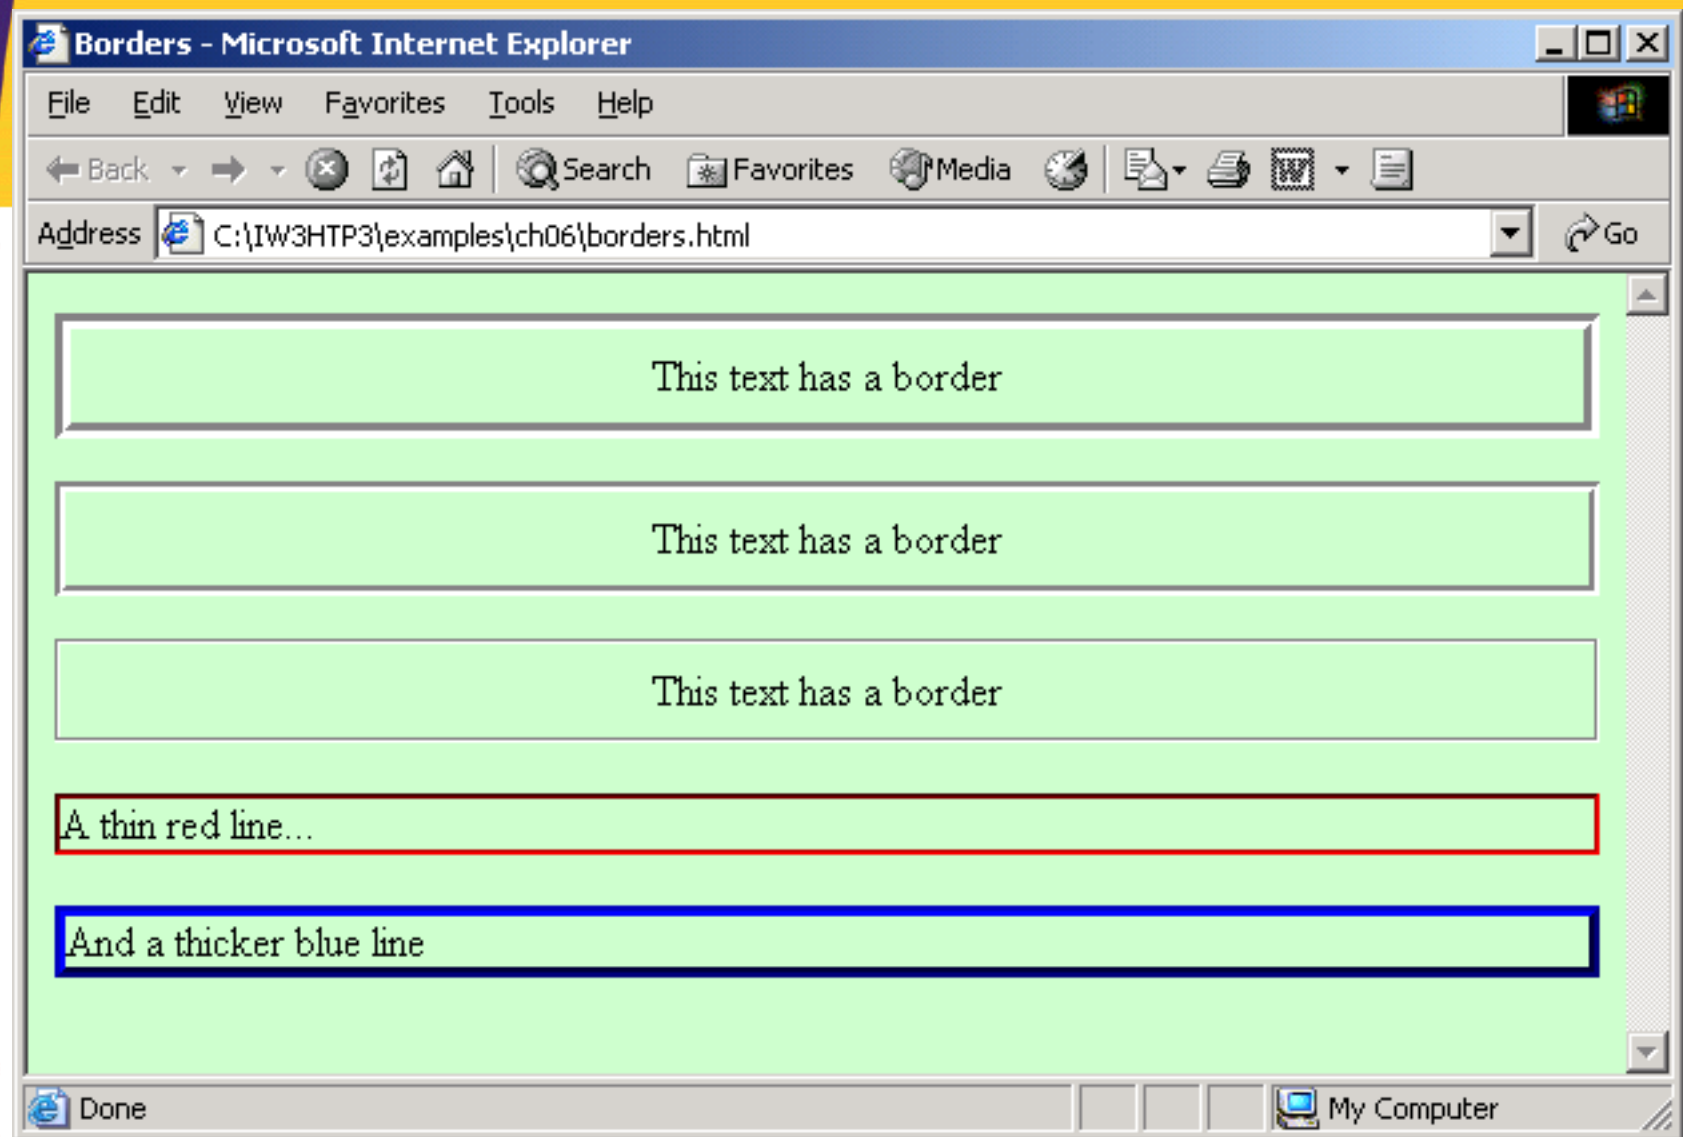 Borders - Microsoft Internet Explorer
File Edit View Favorites Tools Help
Back Search Favorites Media
Address C:\IW3HTP3\examples\ch06\borders.html Go
This text has a border
This text has a border
This text has a border
A thin red line...
And a thicker blue line
Done My Computer